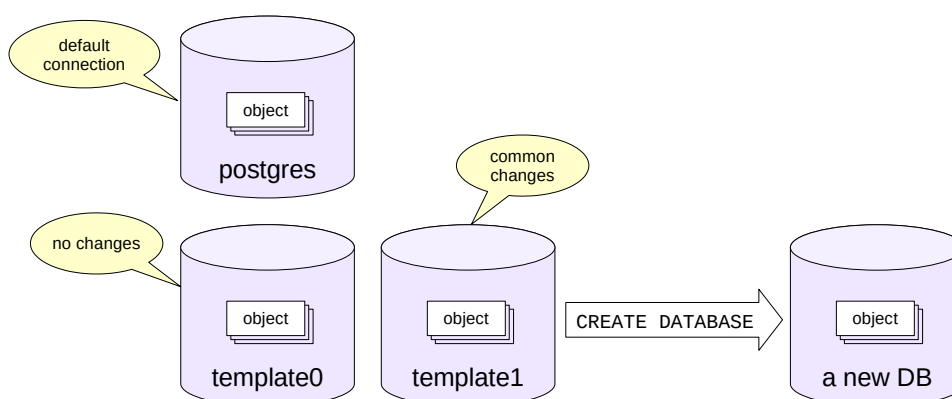 default
connection
object
postgres
common
changes
no changes
object
template0
object
template1
CREATE DATABASE
object
a new DB